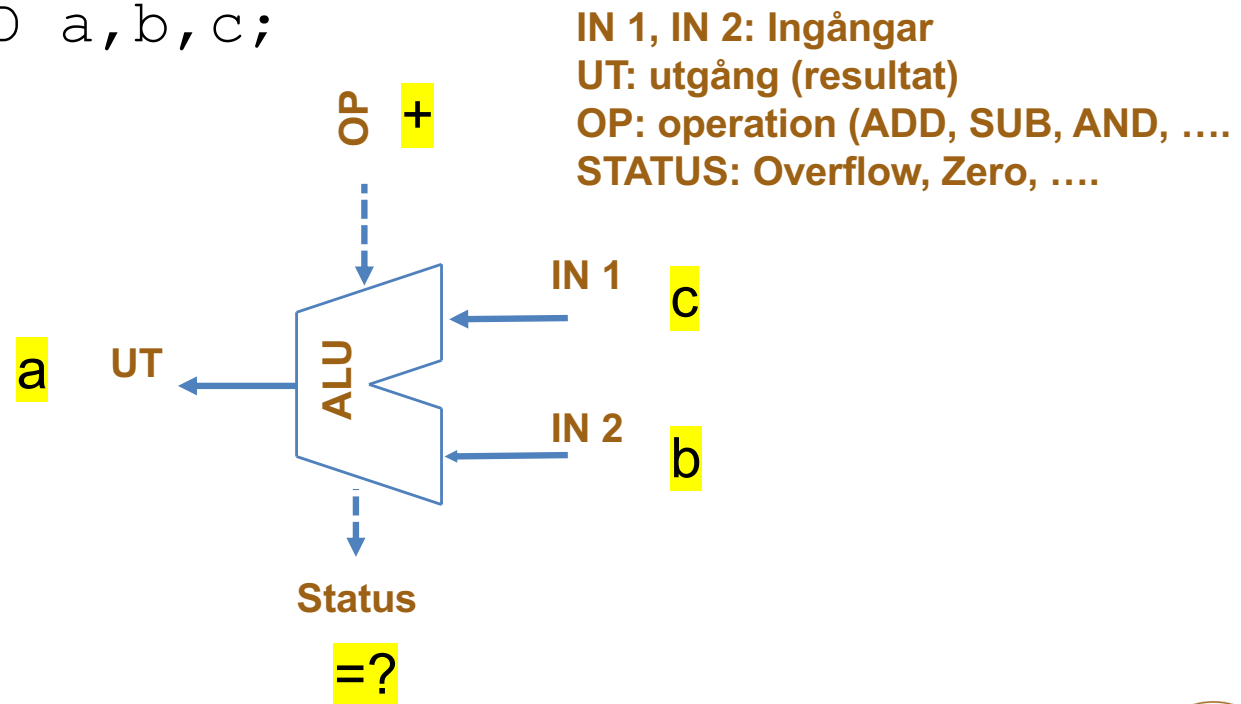 a,b,c;
IN 1, IN 2: Ingångar
UT: utgång (resultat)
OP: operation (ADD, SUB, AND, ….
STATUS: Overflow, Zero, ….
OP +
IN 1 c
a UT
ALU
IN 2 b
Status
=?